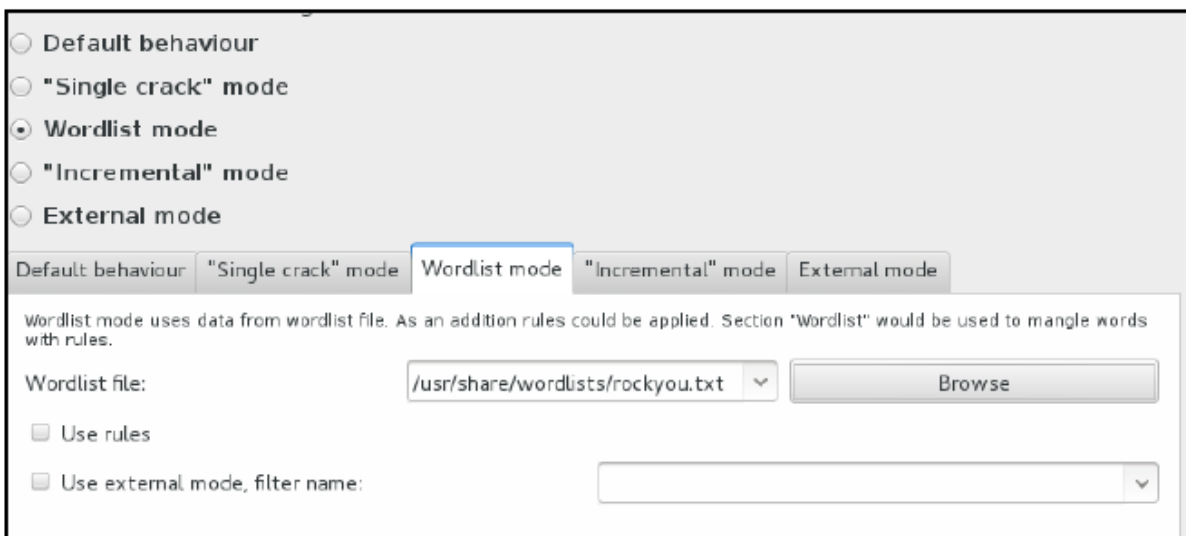 Default behaviour
"Single crack" mode
Wordlist mode
"Incremental" mode
External mode
Default behaviour "Single crack" mode Wordlist mode "Incremental" mode External mode
Wordlist mode uses data from wordlist file. As an addition rules could be applied. Section "Wordlist" would be used to mangle words
with rules.
Wordlist file: /usr/share/wordlists/rockyou.txt Browse
Use rules
Use external mode, filter name: